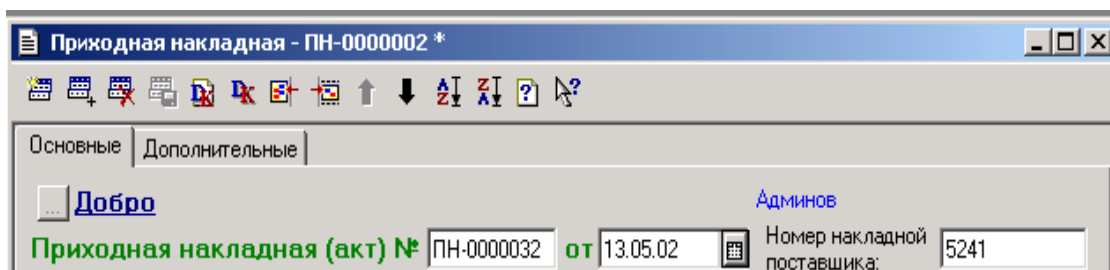 Приходная накладная - ПН-0000002 *
Основные Дополнительные
... Добро Админов
Приходная накладная (акт) № ПН-0000032 от 13.05.02 Номер накладной поставщика: 5241